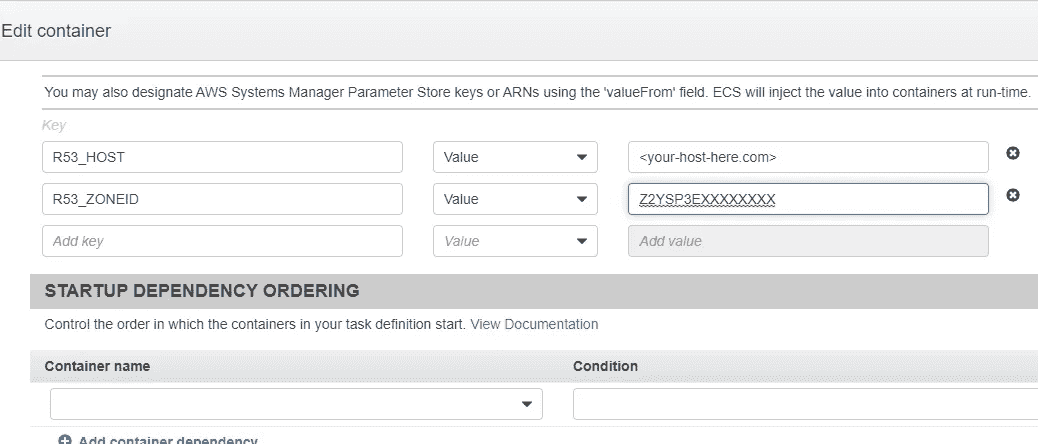 Edit container
You may also designate AWS Systems Manager Parameter Store keys or ARNs using the 'valueFrom' field. ECS will inject the value into containers at run-time.
Key
R53_HOST Value <your-host-here.com>
R53_ZONEID Value Z2YSP3EXXXXXXXX
Add key Value Add value
STARTUP DEPENDENCY ORDERING
Control the order in which the containers in your task definition start. View Documentation
Container name Condition
Add container dependency